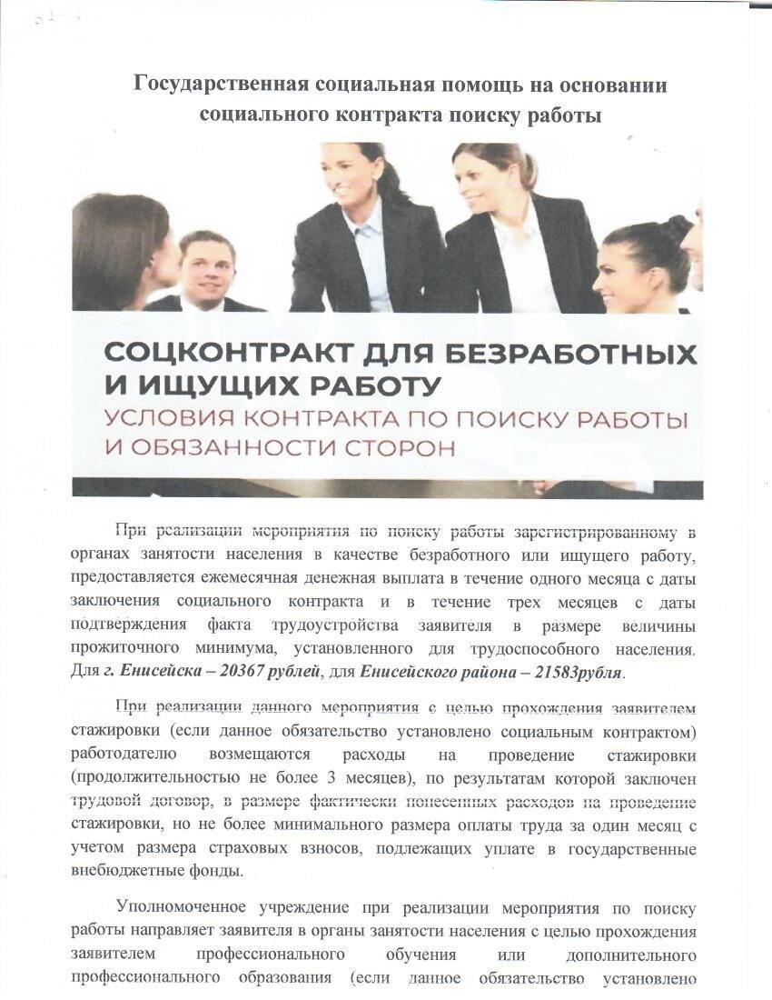 Государственная социальная помощь на основании
социального контракта поиску работы
СОЦКОНТРАКТ ДЛЯ БЕЗРАБОТНЫХ
И ИЩУЩИХ РАБОТУ
УСЛОВИЯ КОНТРАКТА ПО ПОИСКУ РАБОТЫ
И ОБЯЗАННОСТИ СТОРОН
При реализации мероприятия по поиску работы зарегистрированному в
органах занятости населения в качестве безработного или ищущего работу,
предоставляется ежемесячная денежная выплата в течение одного месяца с даты
заключения социального контракта и в течение трех месяцев с даты
подтверждения факта трудоустройства заявителя в размере величины
прожиточного минимума, установленного для трудоспособного населения.
Для г. Енисейска – 20367 рублей, для Енисейского района – 21583рубля.
При реализации данного мероприятия с целью прохождения заявителем
стажировки (если данное обязательство установлено социальным контрактом)
работодателю возмещаются расходы на проведение стажировки
(продолжительностью не более 3 месяцев), по результатам которой заключен
трудовой договор, в размере фактически понесенных расходов на проведение
стажировки, но не более минимального размера оплаты труда за один месяц с
учетом размера страховых взносов, подлежащих уплате в государственные
внебюджетные фонды.
Уполномоченное учреждение при реализации мероприятия по поиску
работы направляет заявителя в органы занятости населения с целью прохождения
заявителем профессионального обучения или дополнительного
профессионального образования (если данное обязательство установлено